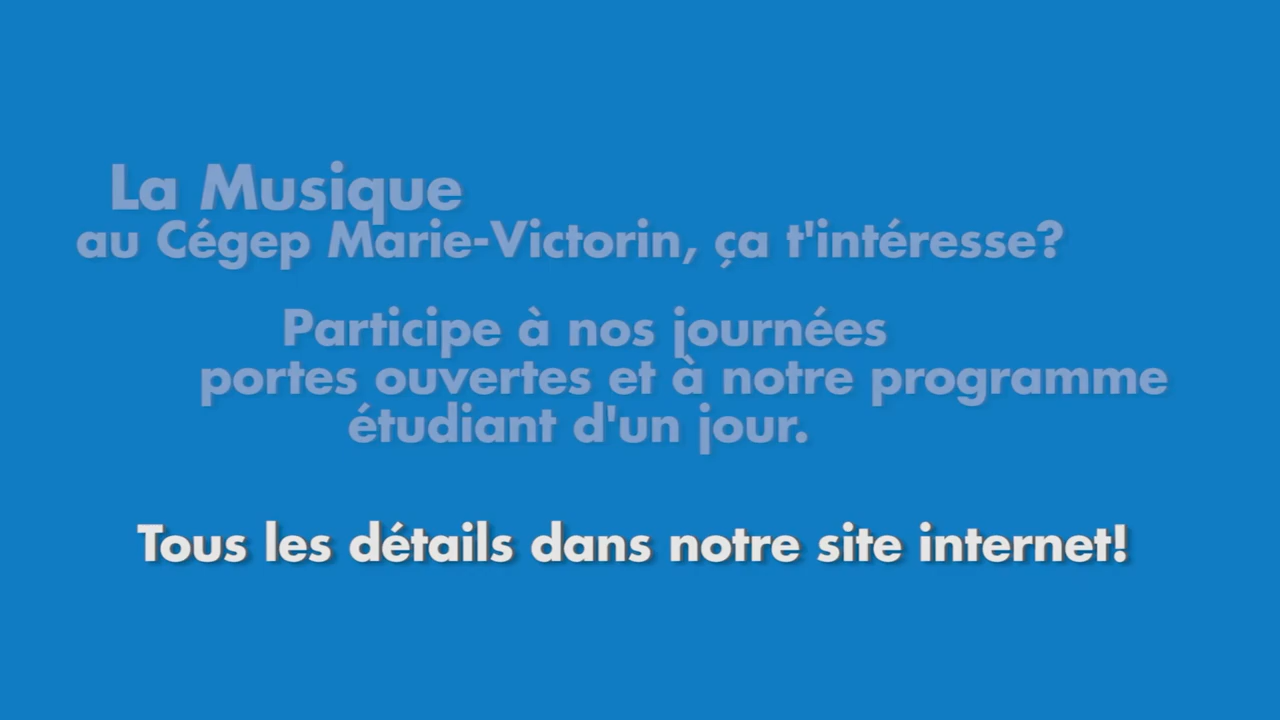 La Musique
au Cégep Marie-Victorin, ça t'intéresse?
Participe à nos journées
portes ouvertes et à notre programme
étudiant d'un jour.
Tous les détails dans notre site internet!